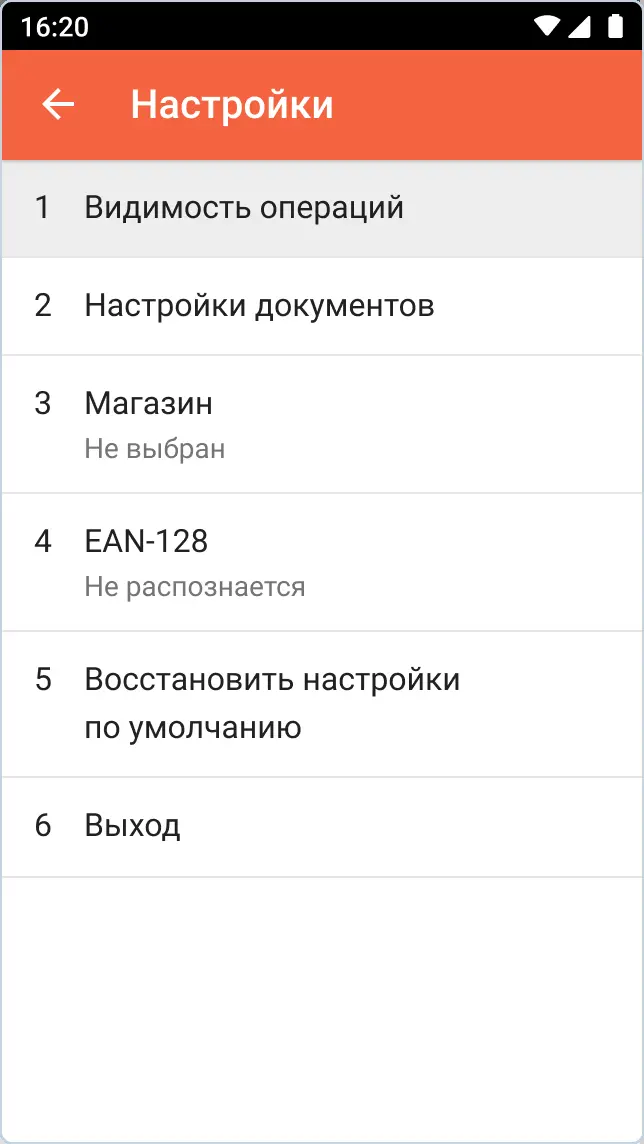 16:20
Настройки
1 Видимость операций
2 Настройки документов
3 Магазин
Не выбран
4 EAN-128
Не распознается
5 Восстановить настройки
по умолчанию
6 Выход